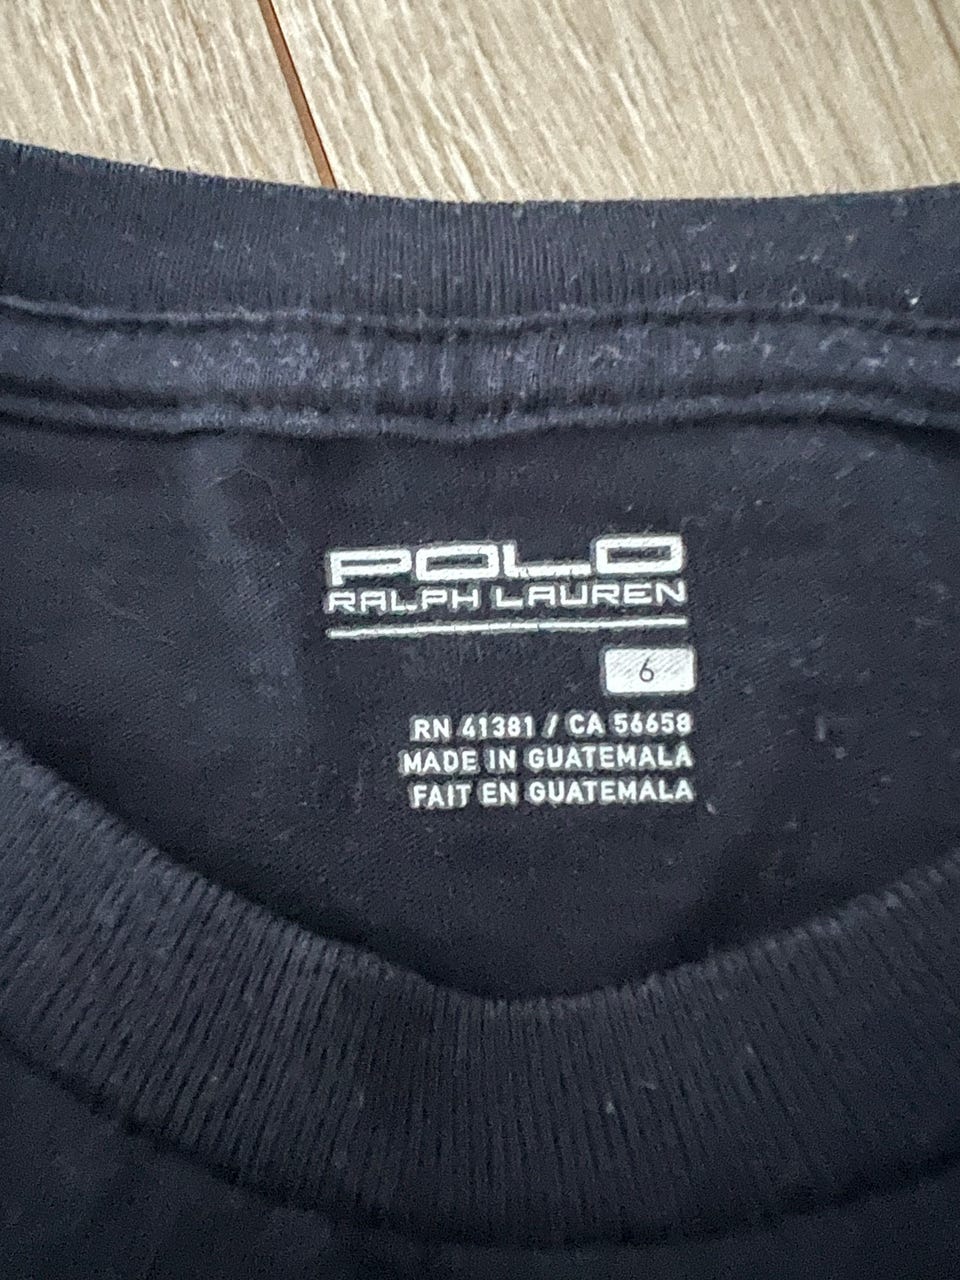 POLO
RALPH LAUREN
6
RN 41381 / CA 56658
MADE IN GUATEMALA
FAIT EN GUATEMALA